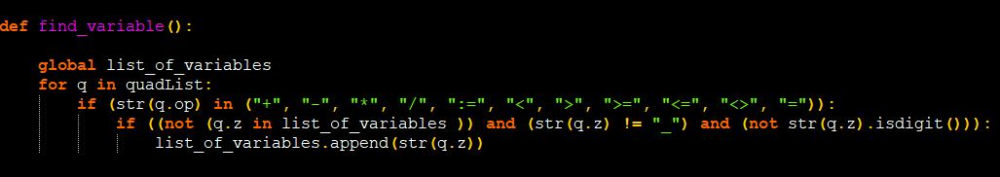 def find_variable():
global list_of_variables
for q in quadList:
if (str(q.op) in ("+", "-", "*", "/", ":=", "<", ">", ">=", "<=", "<>", "=")):
if ((not (q.z in list_of_variables )) and (str(q.z) != "_") and (not str(q.z).isdigit())):
list_of_variables.append(str(q.z))